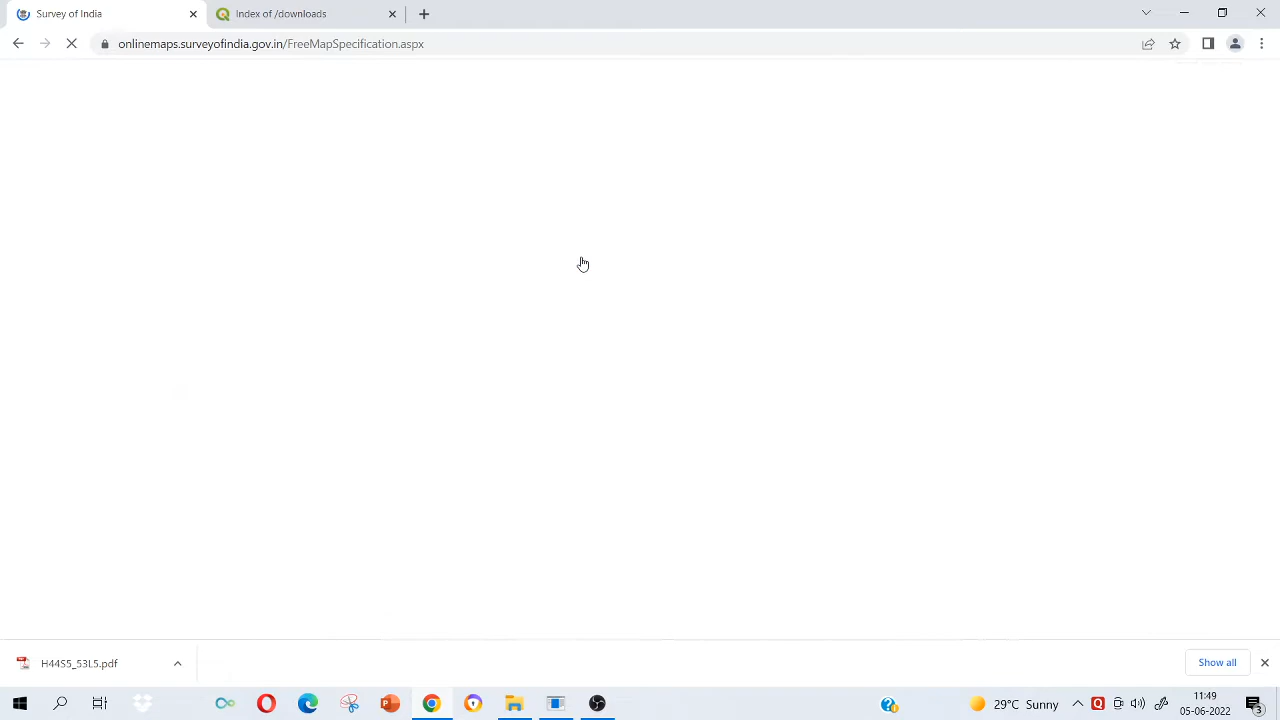 Survey of India
Index of /downloads
onlinemaps.surveyofindia.gov.in/FreeMapSpecification.aspx
H44S5_53L5.pdf
Show all
29°C Sunny
11:49
05-06-2022
3